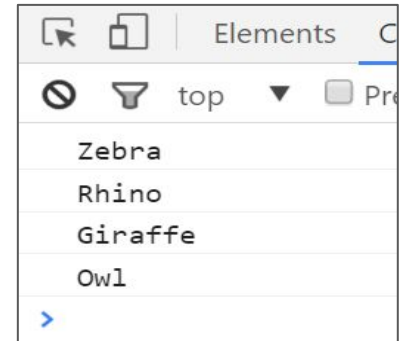 Elements
top
Zebra
Rhino
Giraffe
Owl
>